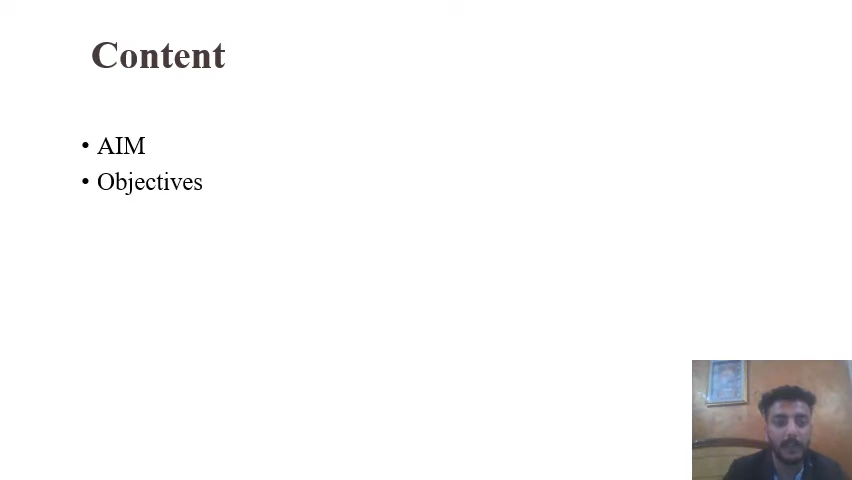 Content
• AIM
• Objectives